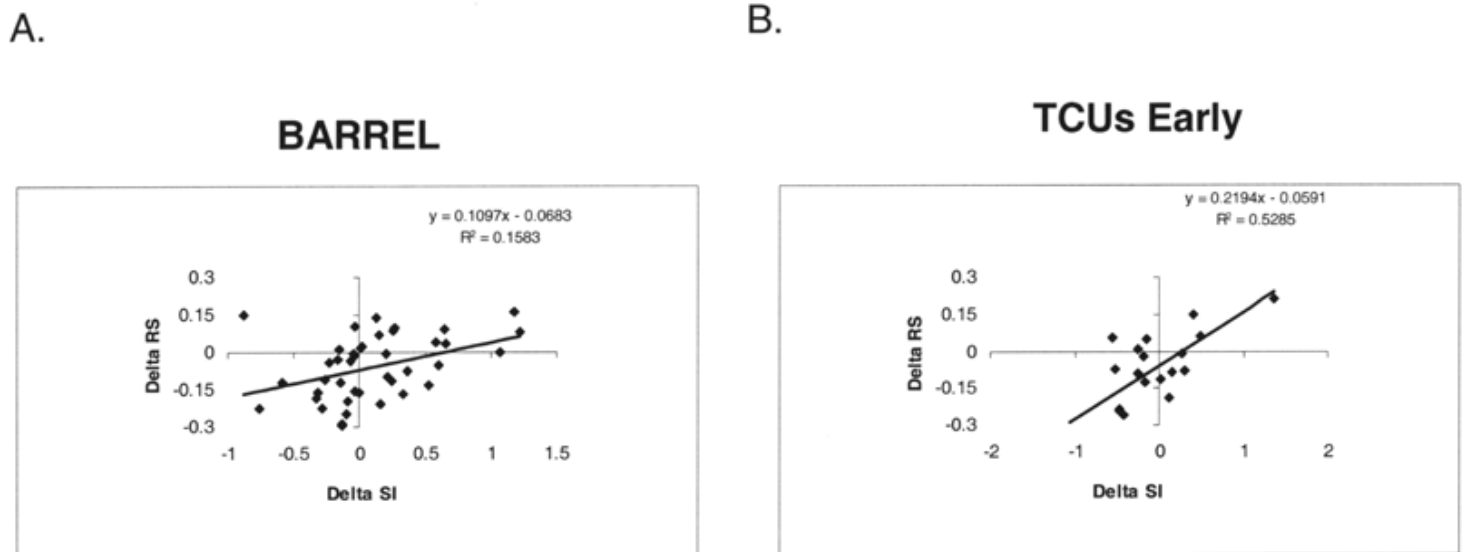 A.
BARREL
y = 0.1097x - 0.0683
R² = 0.1583
0.3
0.15
0
-0.15
-0.3
Delta RS
-1 -0.5 0 0.5 1 1.5
Delta SI
B.
TCUs Early
y = 0.2194x - 0.0591
R² = 0.5285
0.3
0.15
0
-0.15
-0.3
Delta RS
-2 -1 0 1 2
Delta SI